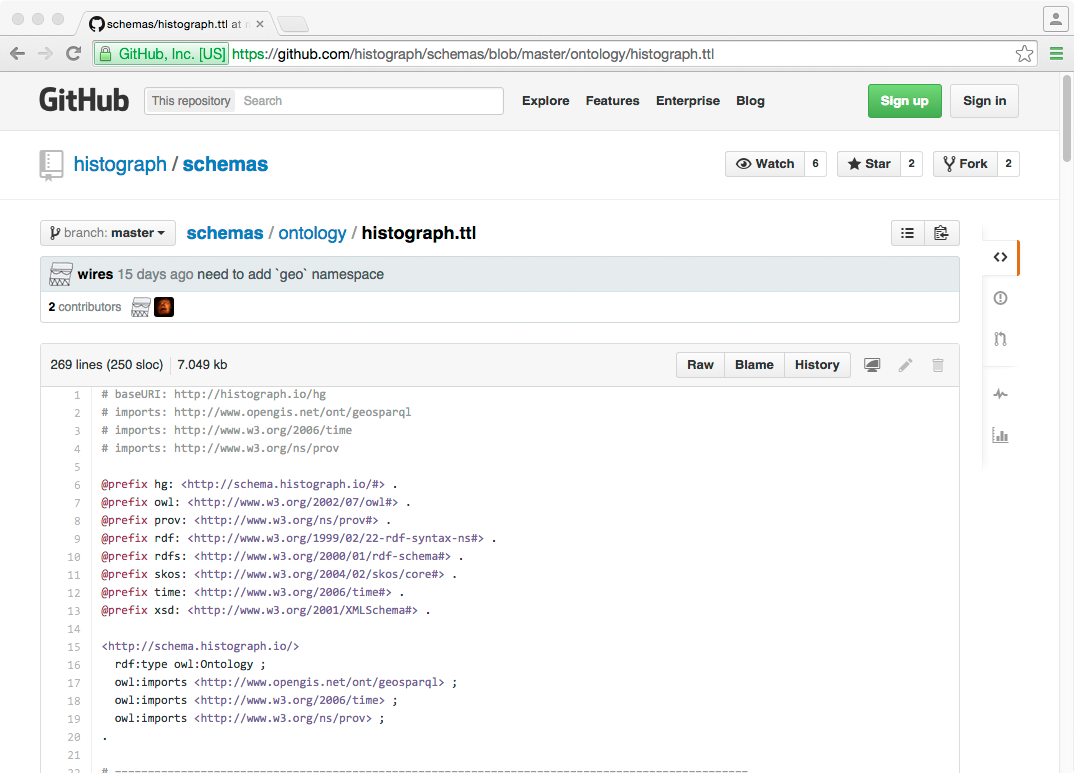 schemas/histograph.ttl at
GitHub, Inc. [US] https://github.com/histograph/schemas/blob/master/ontology/histograph.ttl
GitHub This repository Search Explore Features Enterprise Blog Sign up Sign in
histograph / schemas Watch 6 Star 2 Fork 2
branch: master schemas / ontology / histograph.ttl
wires 15 days ago need to add `geo` namespace
2 contributors
269 lines (250 sloc) 7.049 kb Raw Blame History
1 # baseURI: http://histograph.io/hg
2 # imports: http://www.opengis.net/ont/geosparql
3 # imports: http://www.w3.org/2006/time
4 # imports: http://www.w3.org/ns/prov
5
6 @prefix hg: <http://schema.histograph.io/#> .
7 @prefix owl: <http://www.w3.org/2002/07/owl#> .
8 @prefix prov: <http://www.w3.org/ns/prov#> .
9 @prefix rdf: <http://www.w3.org/1999/02/22-rdf-syntax-ns#> .
10 @prefix rdfs: <http://www.w3.org/2000/01/rdf-schema#> .
11 @prefix skos: <http://www.w3.org/2004/02/skos/core#> .
12 @prefix time: <http://www.w3.org/2006/time#> .
13 @prefix xsd: <http://www.w3.org/2001/XMLSchema#> .
14
15 <http://schema.histograph.io/>
16 rdf:type owl:Ontology ;
17 owl:imports <http://www.opengis.net/ont/geosparql> ;
18 owl:imports <http://www.w3.org/2006/time> ;
19 owl:imports <http://www.w3.org/ns/prov> ;
20 .
21